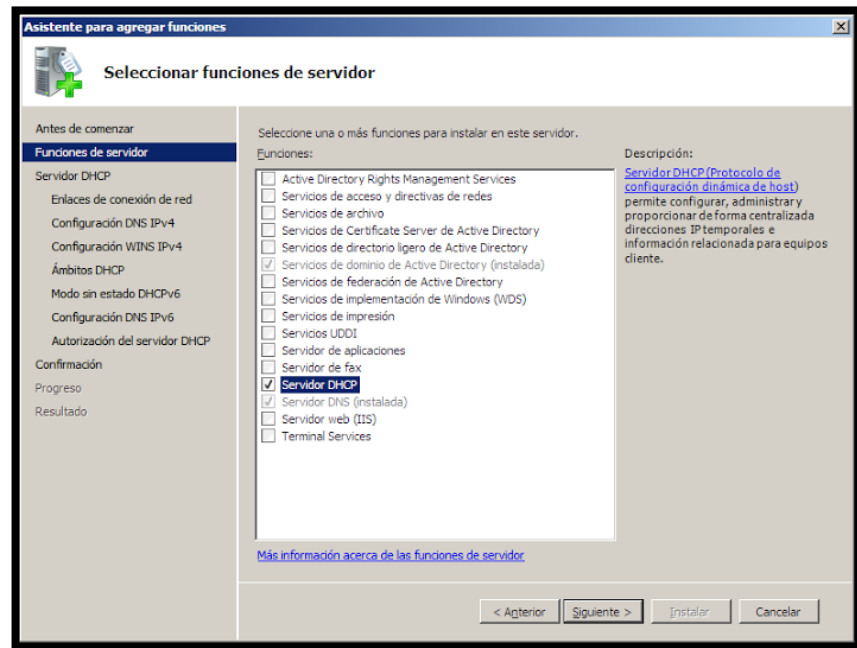 Asistente para agregar funciones
Seleccionar funciones de servidor
Antes de comenzar
Funciones de servidor
Servidor DHCP
Enlaces de conexión de red
Configuración DNS IPv4
Configuración WINS IPv4
Ámbitos DHCP
Modo sin estado DHCPv6
Configuración DNS IPv6
Autorización del servidor DHCP
Confirmación
Progreso
Resultado
Seleccione una o más funciones para instalar en este servidor.
Funciones:
Active Directory Rights Management Services
Servicios de acceso y directivas de redes
Servicios de archivo
Servicios de Certificate Server de Active Directory
Servicios de directorio ligero de Active Directory
Servicios de dominio de Active Directory (instalada)
Servicios de federación de Active Directory
Servicios de implementación de Windows (WDS)
Servicios de impresión
Servicios UDDI
Servidor de aplicaciones
Servidor de fax
Servidor DHCP
Servidor DNS (instalada)
Servidor web (IIS)
Terminal Services
Más información acerca de las funciones de servidor
Descripción:
Servidor DHCP (Protocolo de
configuración dinámica de host)
permite configurar, administrar y
proporcionar de forma centralizada
direcciones IP temporales e
información relacionada para equipos
cliente.
< Anterior
Siguiente >
Instalar
Cancelar